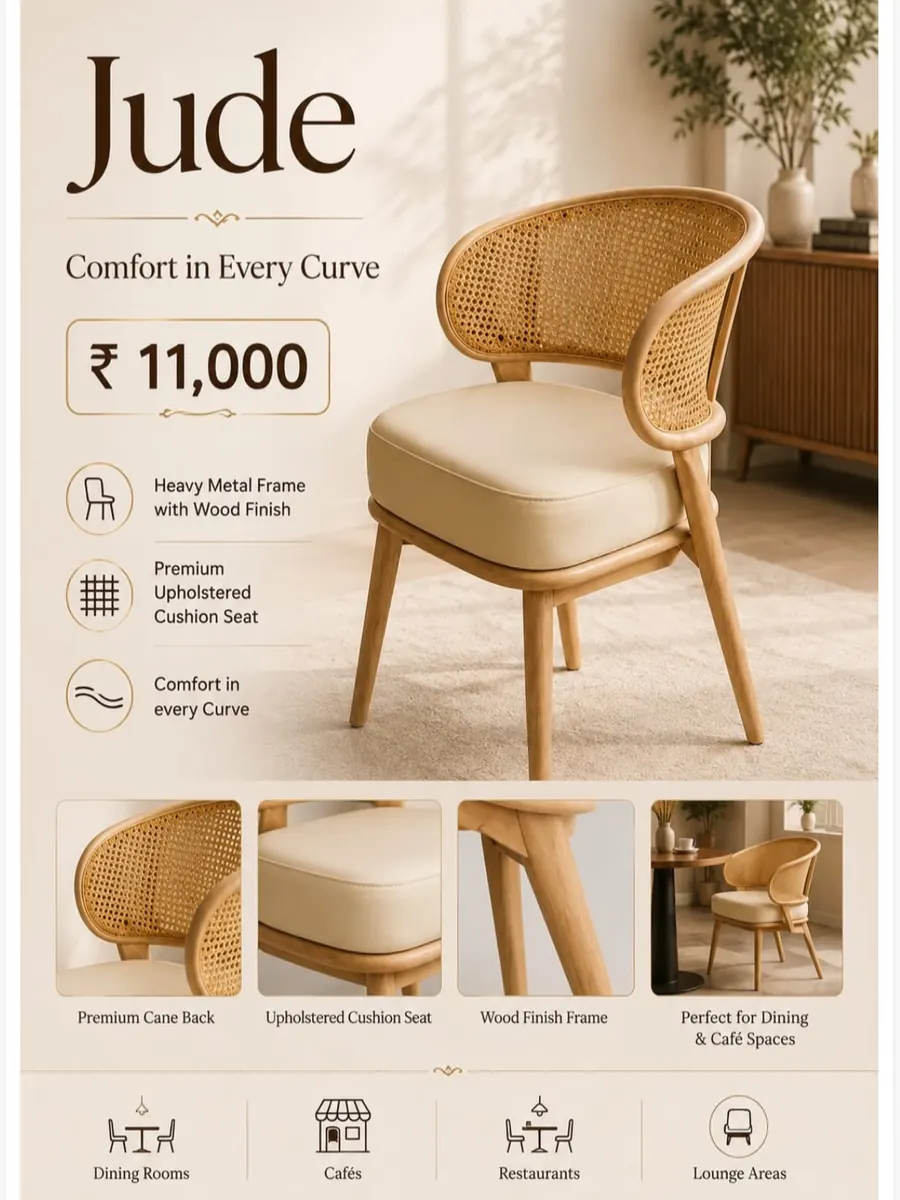 Jude
Comfort in Every Curve
₹ 11,000
Heavy Metal Frame
with Wood Finish
Premium
Upholstered
Cushion Seat
Comfort in
every Curve
Premium Cane Back
Upholstered Cushion Seat
Wood Finish Frame
Perfect for Dining
& Café Spaces
Dining Rooms
Cafés
Restaurants
Lounge Areas